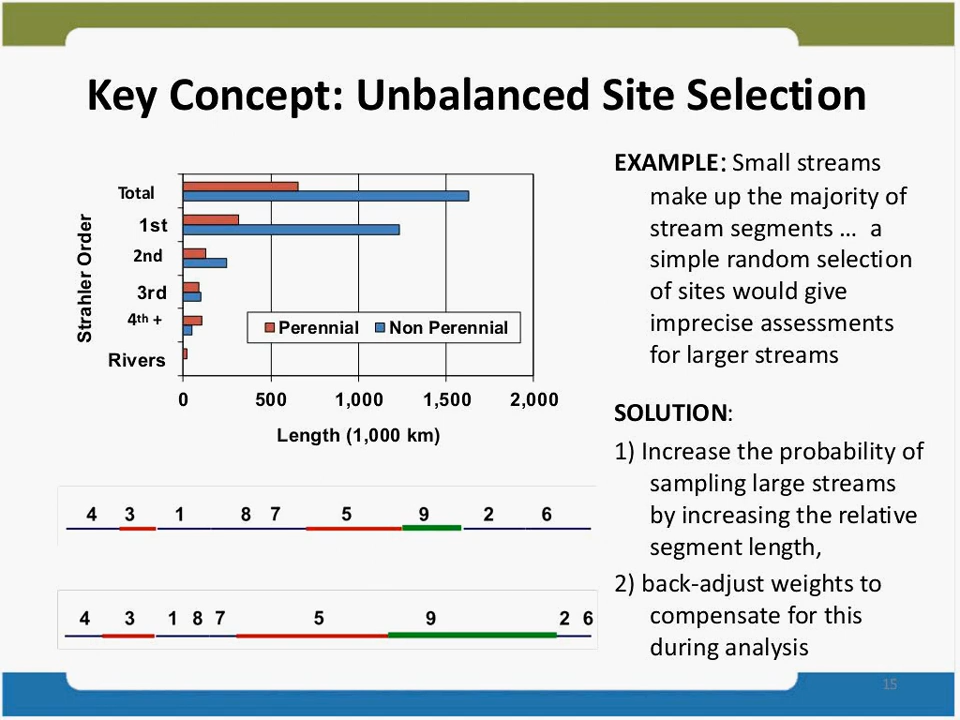 Key Concept: Unbalanced Site Selection
Strahler Order
Total
1st
2nd
3rd
4th +
Rivers
Perennial Non Perennial
0 500 1,000 1,500 2,000
Length (1,000 km)
4 3 1 8 7 5 9 2 6
4 3 1 8 7 5 9 2 6
EXAMPLE: Small streams
make up the majority of
stream segments … a
simple random selection
of sites would give
imprecise assessments
for larger streams
SOLUTION:
1) Increase the probability of
sampling large streams
by increasing the relative
segment length,
2) back-adjust weights to
compensate for this
during analysis
15